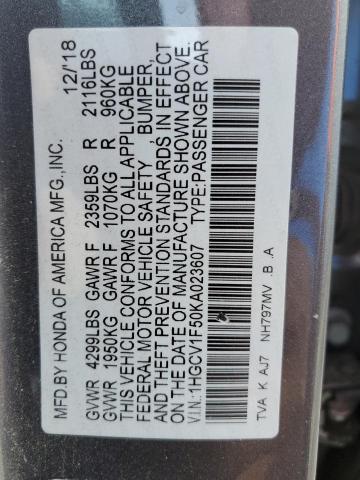 MFD.BY HONDA OF AMERICA MFG.,INC. 12/18
GVWR 4299LBS GAWR F 2359LBS R 2116LBS
GVWR 1950KG GAWR F 1070KG R 960KG
THIS VEHICLE CONFORMS TO ALL APPLICABLE
FEDERAL MOTOR VEHICLE SAFETY BUMPER,
AND THEFT PREVENTION STANDARDS IN EFFECT
ON THE DATE OF MANUFACTURE SHOWN ABOVE.
V.I.N.:1HGCV1F50KA023607 TYPE:PASSENGER CAR
TVA K AJ7 NH797MV .B .A